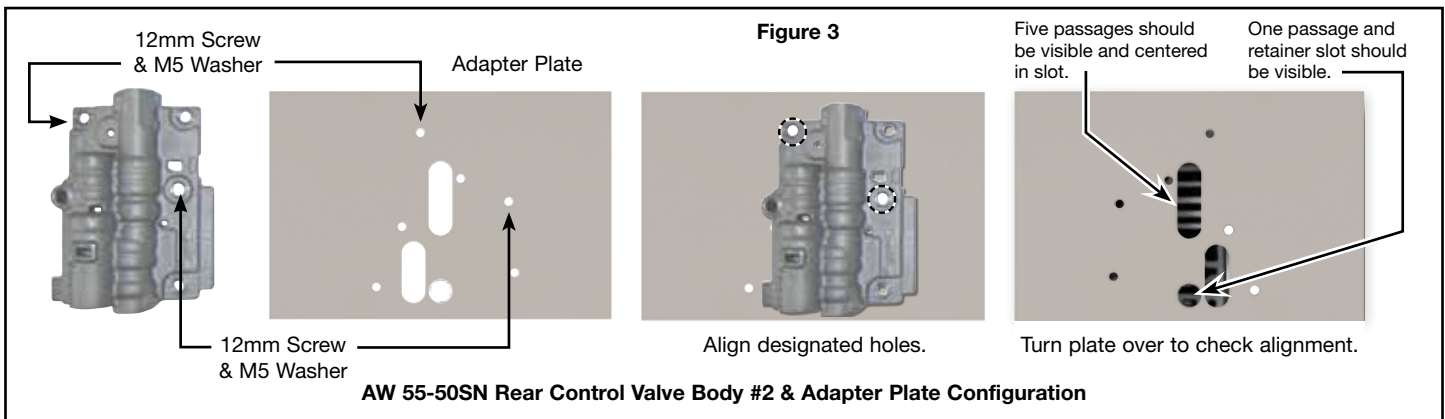 Figure 3
12mm Screw
& M5 Washer
Adapter Plate
Five passages should
be visible and centered
in slot.
One passage and
retainer slot should
be visible.
12mm Screw
& M5 Washer
Align designated holes.
Turn plate over to check alignment.
AW 55-50SN Rear Control Valve Body #2 & Adapter Plate Configuration